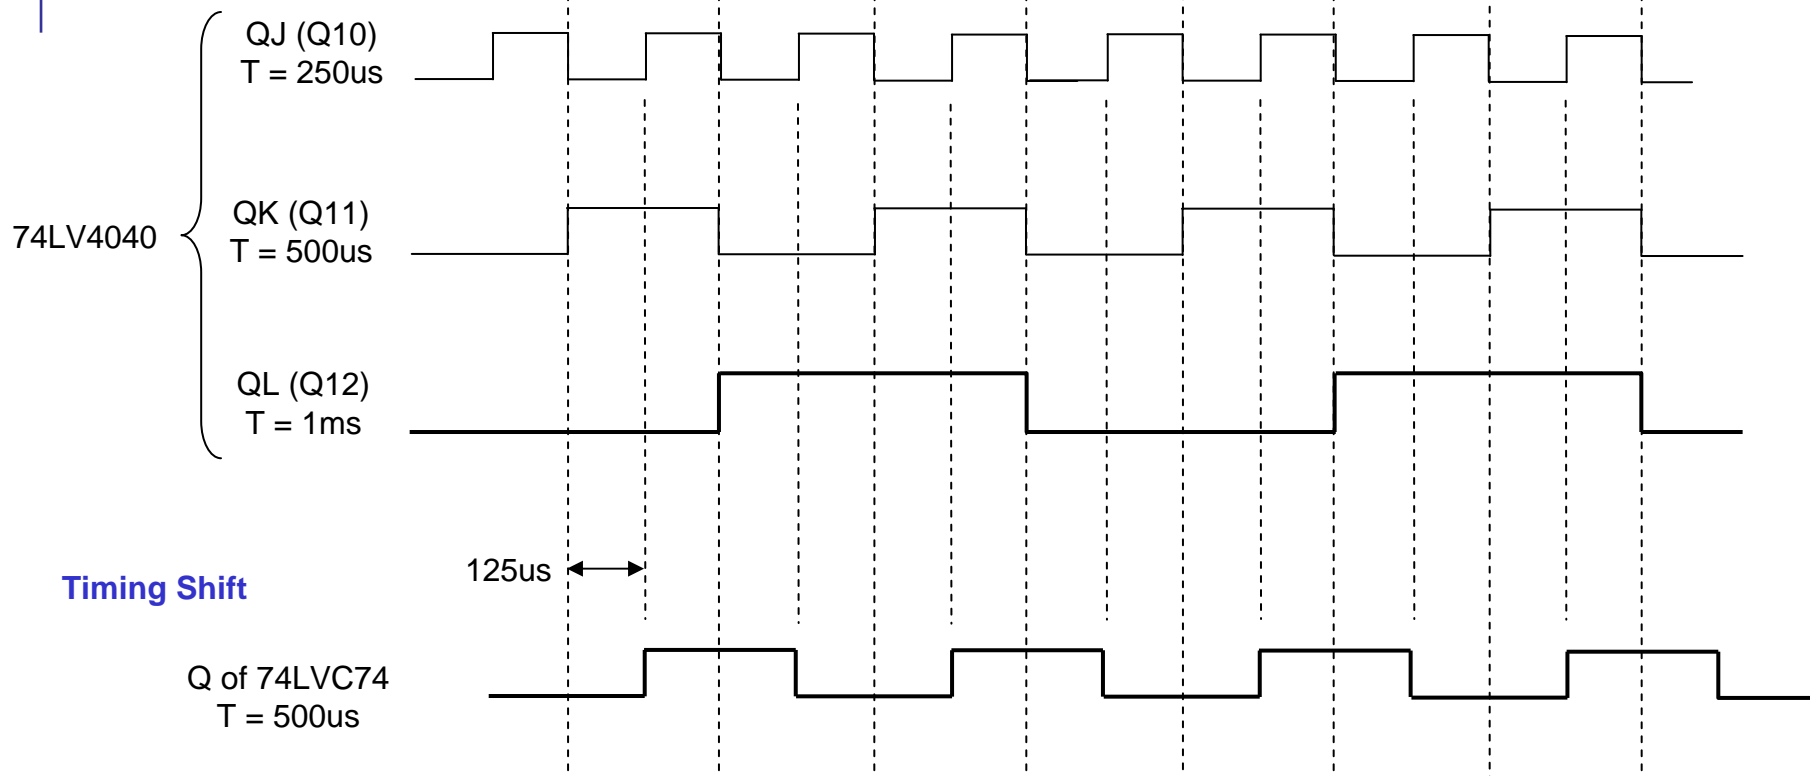 QJ (Q10)
T = 250us
74LV4040
QK (Q11)
T = 500us
QL (Q12)
T = 1ms
125us
Timing Shift
Q of 74LVC74
T = 500us